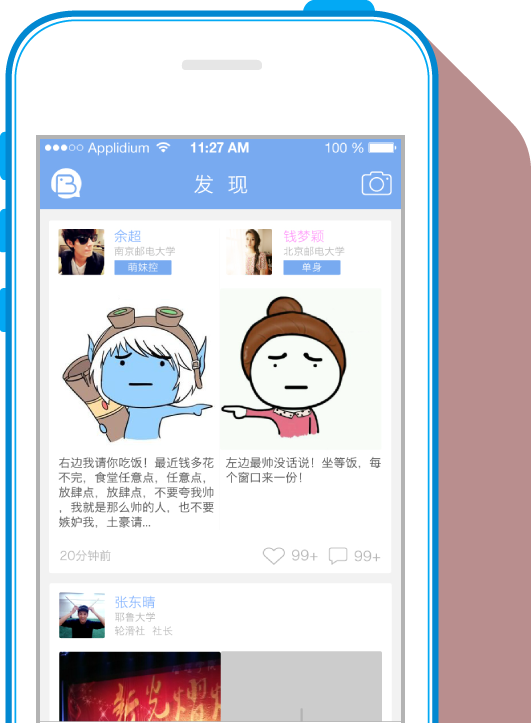 Applidium 11:27 AM 100 %
发 现
余超
南京邮电大学
萌妹控
钱梦颖
北京邮电大学
单身
右边我请你吃饭！最近钱多花
不完，食堂任意点，任意点，
放肆点，放肆点，不要夸我帅
，我就是那么帅的人，也不要
嫉妒我，土豪请...
左边最帅没话说！坐等饭，每
个窗口来一份！
20分钟前
99+ 99+
张东晴
耶鲁大学
轮滑社 社长